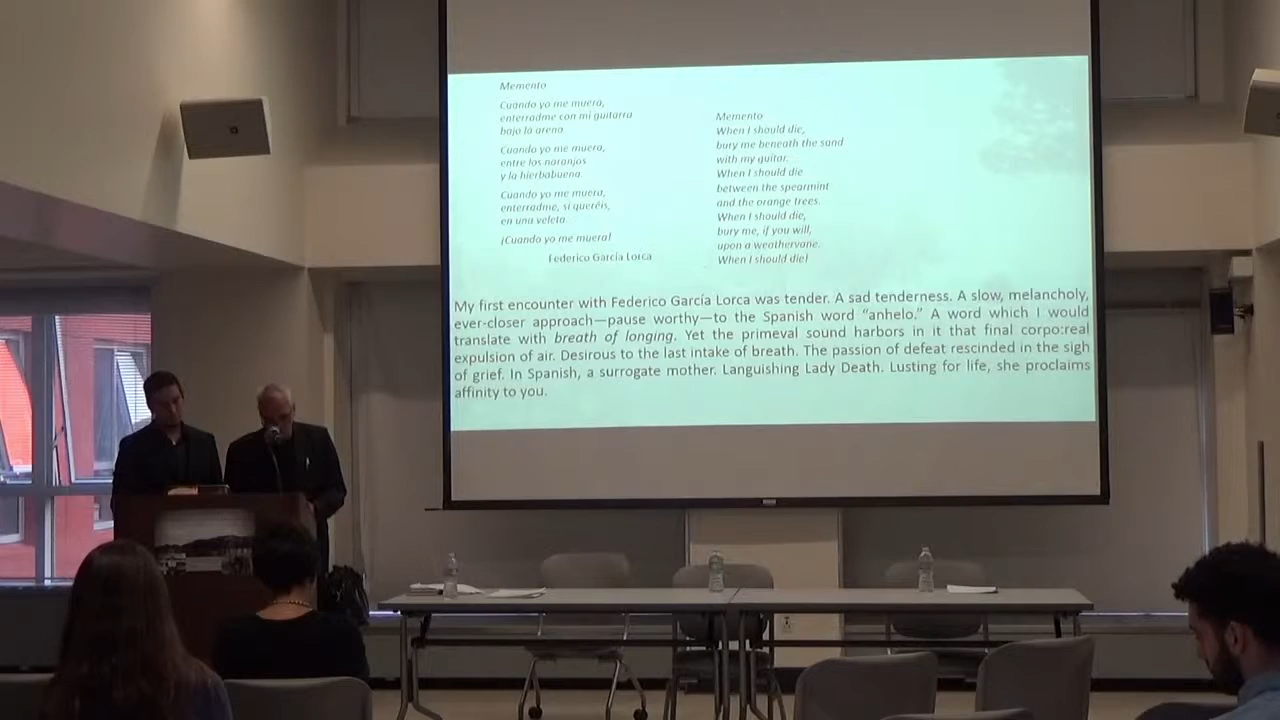 Memento
Cuando yo me muera,
enterradme con mi guitarra
bajo la arena.
Cuando yo me muera,
entre los naranjos
y la hierbabuena.
Cuando yo me muera,
enterradme, si queréis,
en una veleta.
¡Cuando yo me muera!
Federico García Lorca
Memento
When I should die,
bury me beneath the sand
with my guitar.
When I should die
between the spearmint
and the orange trees.
When I should die,
bury me, if you will,
upon a weathervane.
When I should die!
My first encounter with Federico García Lorca was tender. A sad tenderness. A slow, melancholy,
ever-closer approach—pause worthy—to the Spanish word “anhelo.” A word which I would
translate with breath of longing. Yet the primeval sound harbors in it that final corpo:real
expulsion of air. Desirous to the last intake of breath. The passion of defeat rescinded in the sigh
of grief. In Spanish, a surrogate mother. Languishing Lady Death. Lusting for life, she proclaims
affinity to you.